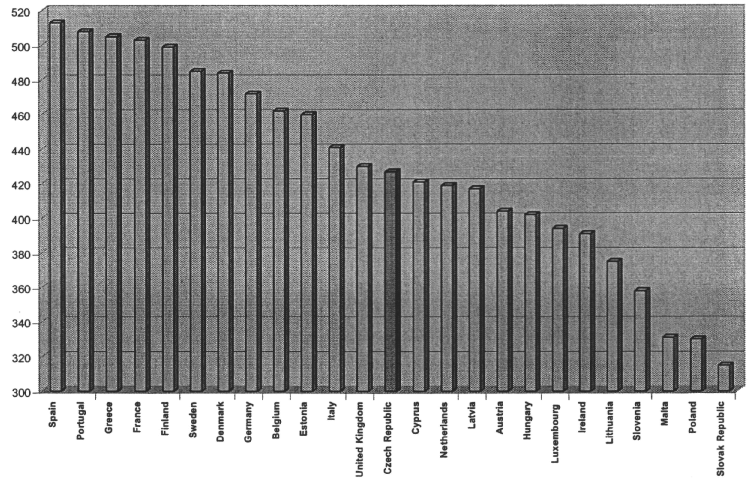 520
500
480
460
440
420
400
380
360
340
320
300
Spain
Portugal
Greece
France
Finland
Sweden
Denmark
Germany
Belgium
Estonia
Italy
United Kingdom
Czech Republic
Cyprus
Netherlands
Latvia
Austria
Hungary
Luxembourg
Ireland
Lithuania
Slovenia
Malta
Poland
Slovak Republic